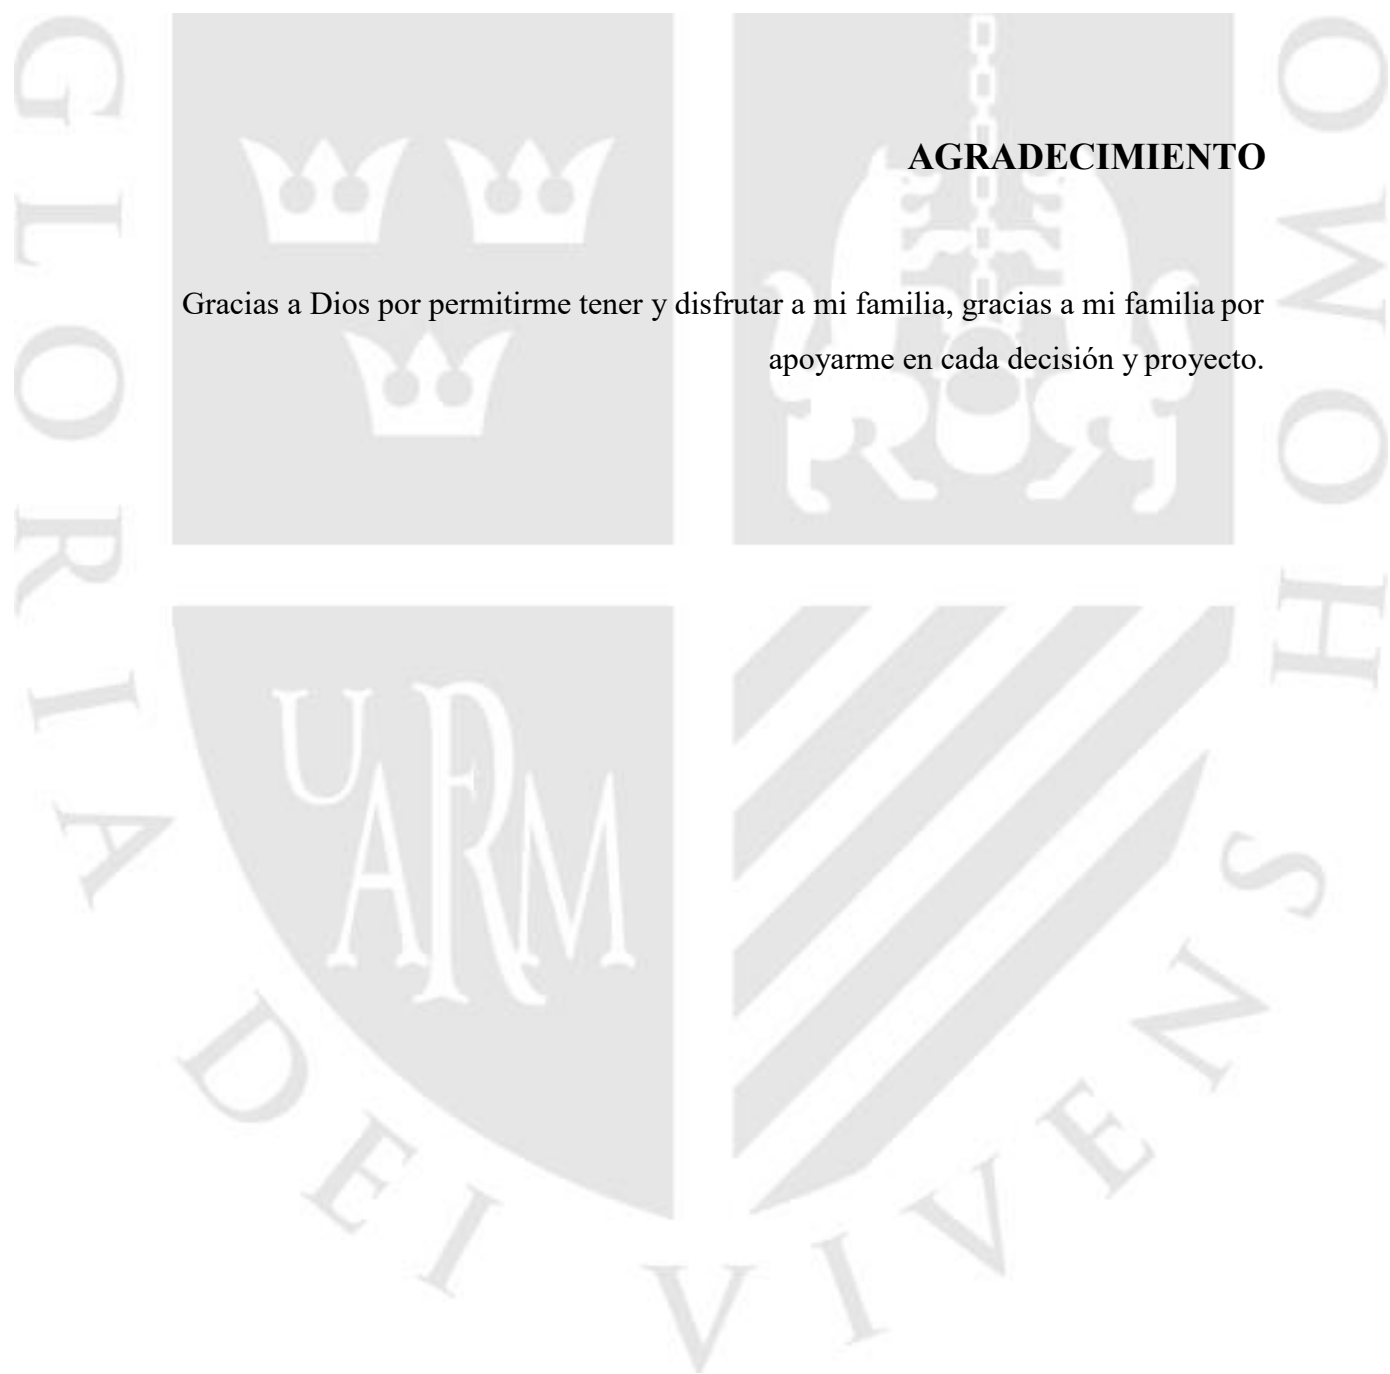 AGRADECIMIENTO
Gracias a Dios por permitirme tener y disfrutar a mi familia, gracias a mi familia por
apoyarme en cada decisión y proyecto.
GLORIA DEI VIVENS HOMO
UARM